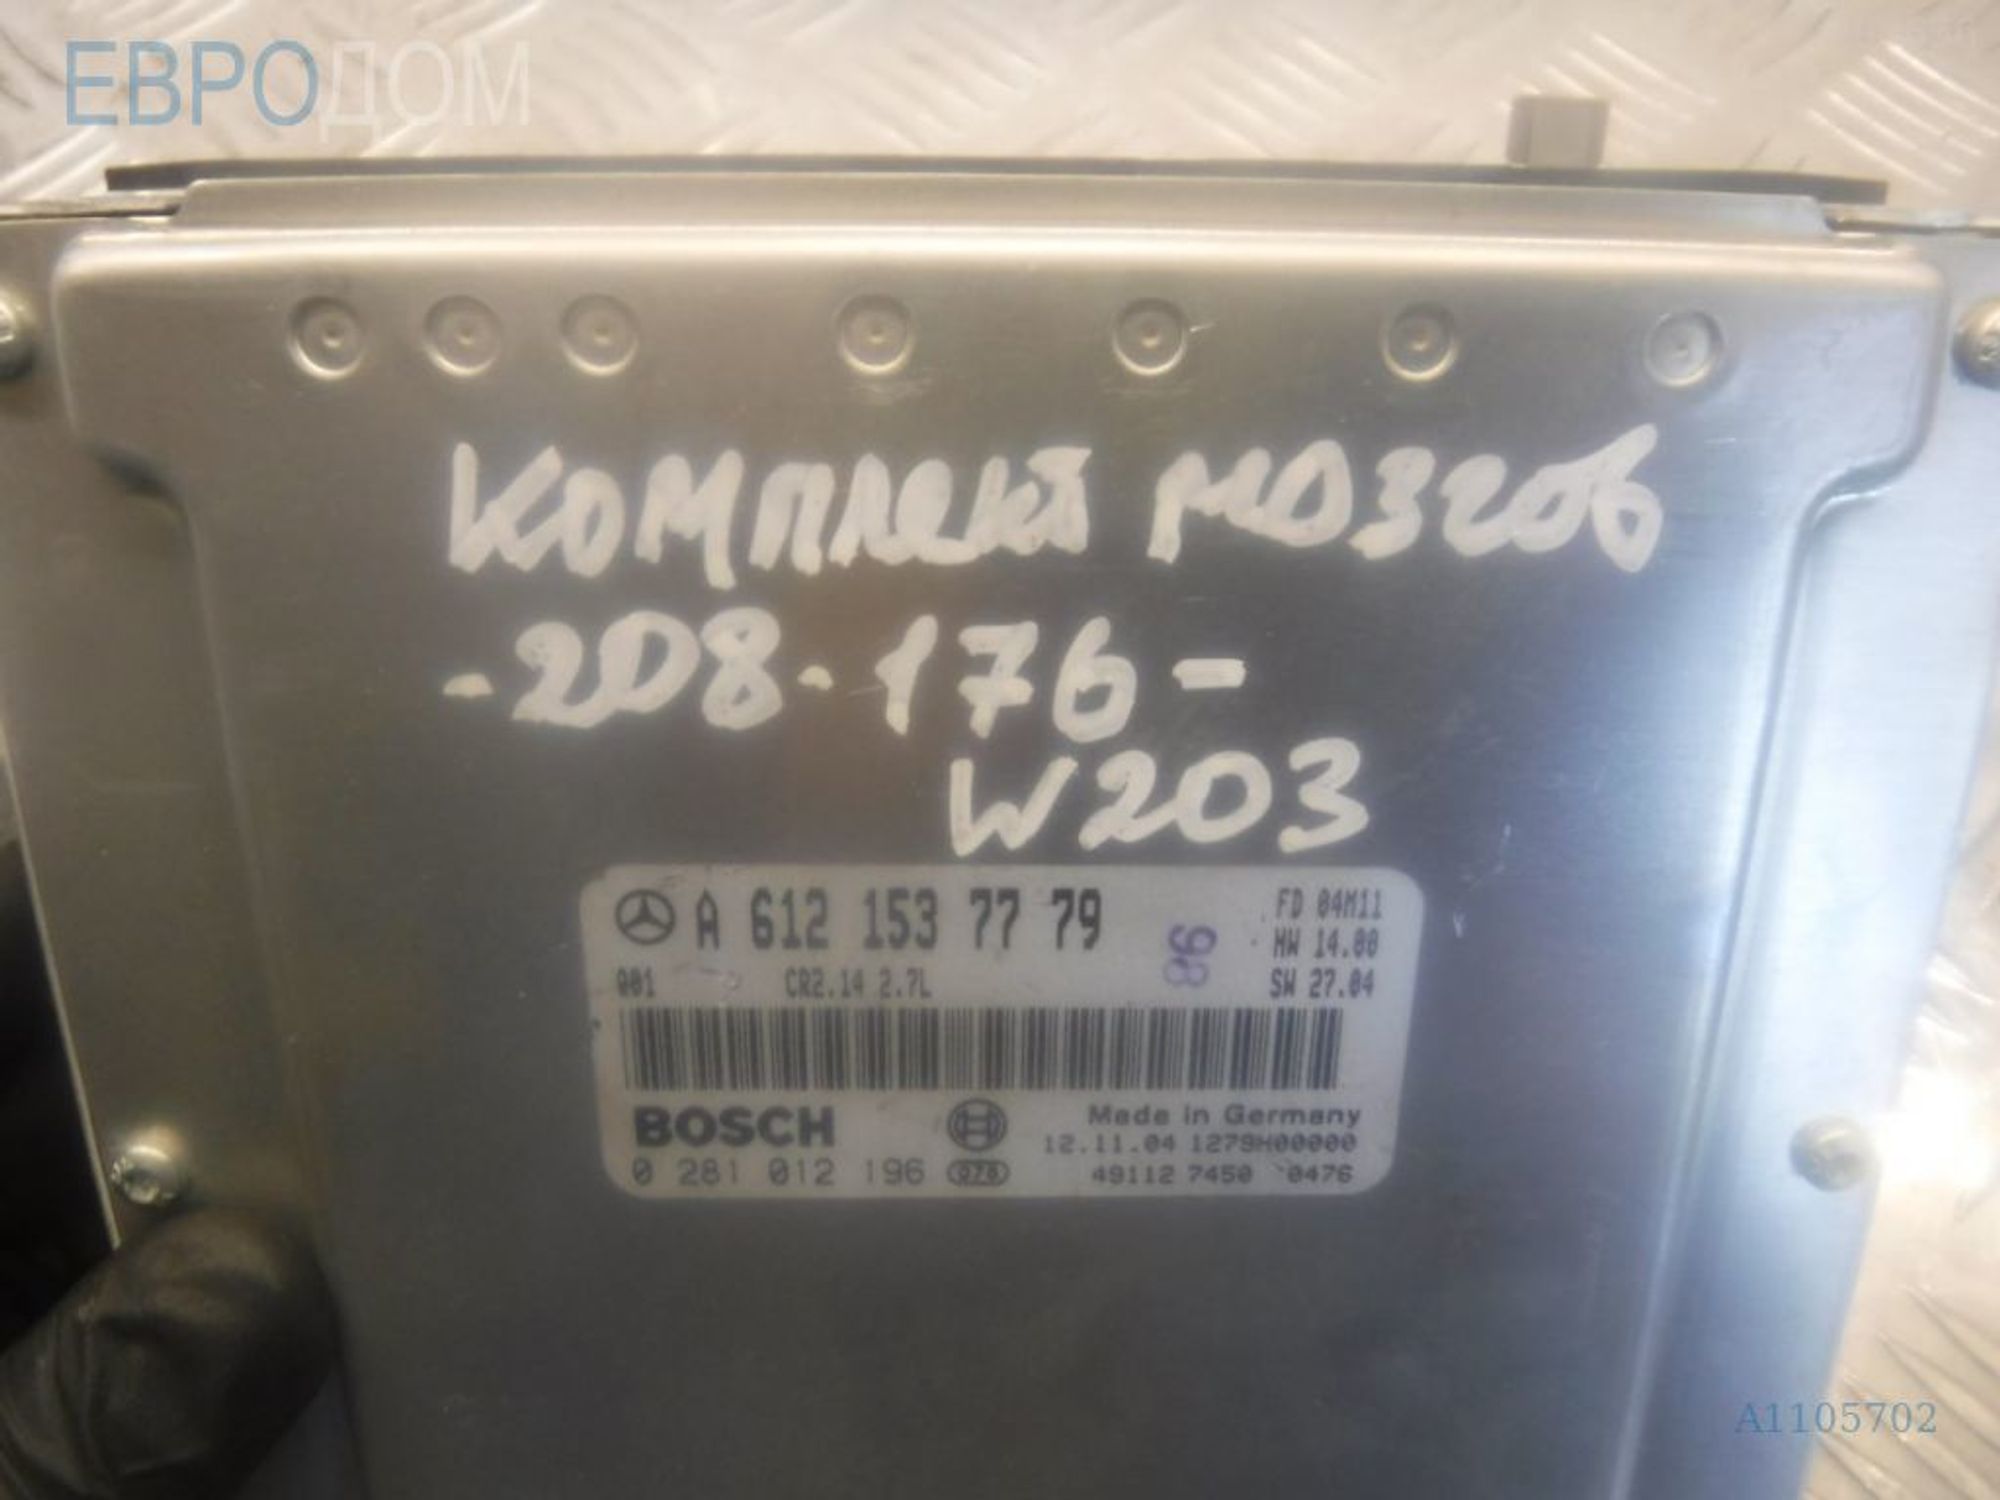 ЕВРОДОМ
КОМПЛЕКТ МОЗГОВ
-208-176-
W203
A 612 153 77 79
98
FD 04M11
HW 14.00
Q01 CR2.14 2.7L
SW 27.04
BOSCH
Made in Germany
12.11.04 1279H00000
0 281 012 196
49112 7450 0476
A1105702